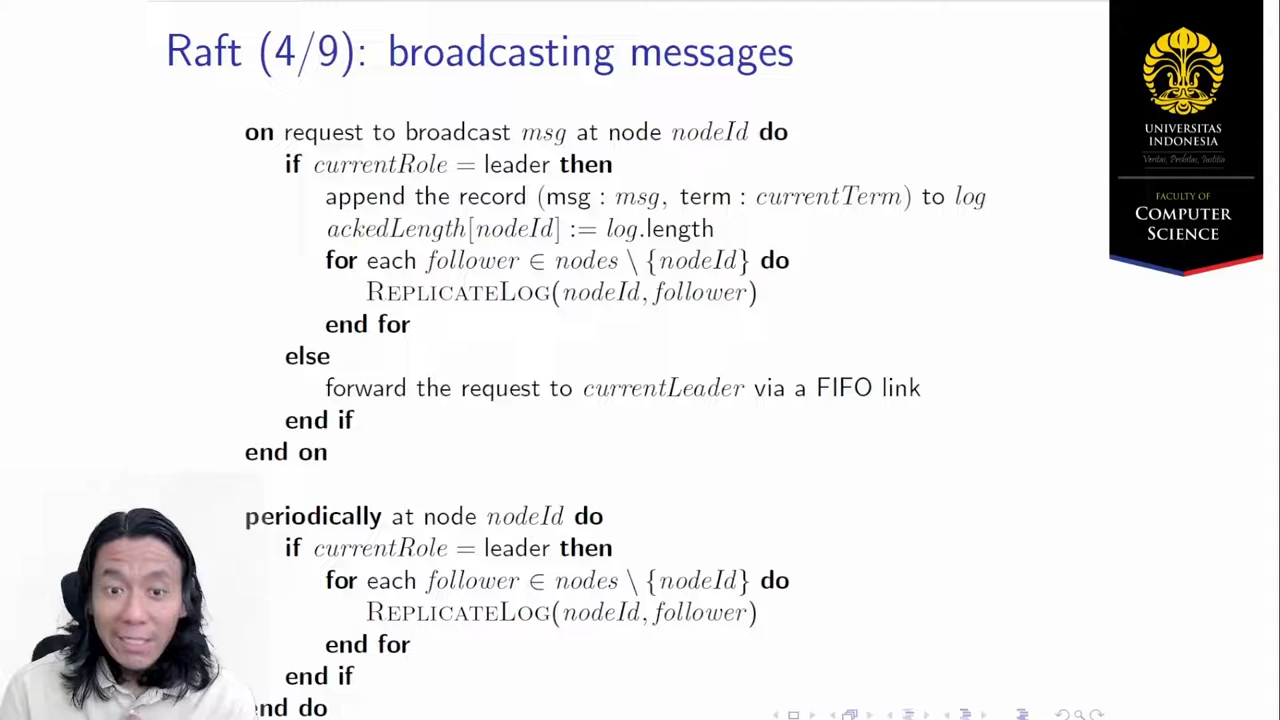 Raft (4/9): broadcasting messages
on request to broadcast msg at node nodeId do
if currentRole = leader then
append the record (msg : msg, term : currentTerm) to log
ackedLength[nodeId] := log.length
for each follower ∈ nodes \ {nodeId} do
REPLICATELOG(nodeId, follower)
end for
else
forward the request to currentLeader via a FIFO link
end if
end on
periodically at node nodeId do
if currentRole = leader then
for each follower ∈ nodes \ {nodeId} do
REPLICATELOG(nodeId, follower)
end for
end if
end do
UNIVERSITAS
INDONESIA
Veritas, Probitas, Iustitia
FACULTY OF
COMPUTER
SCIENCE